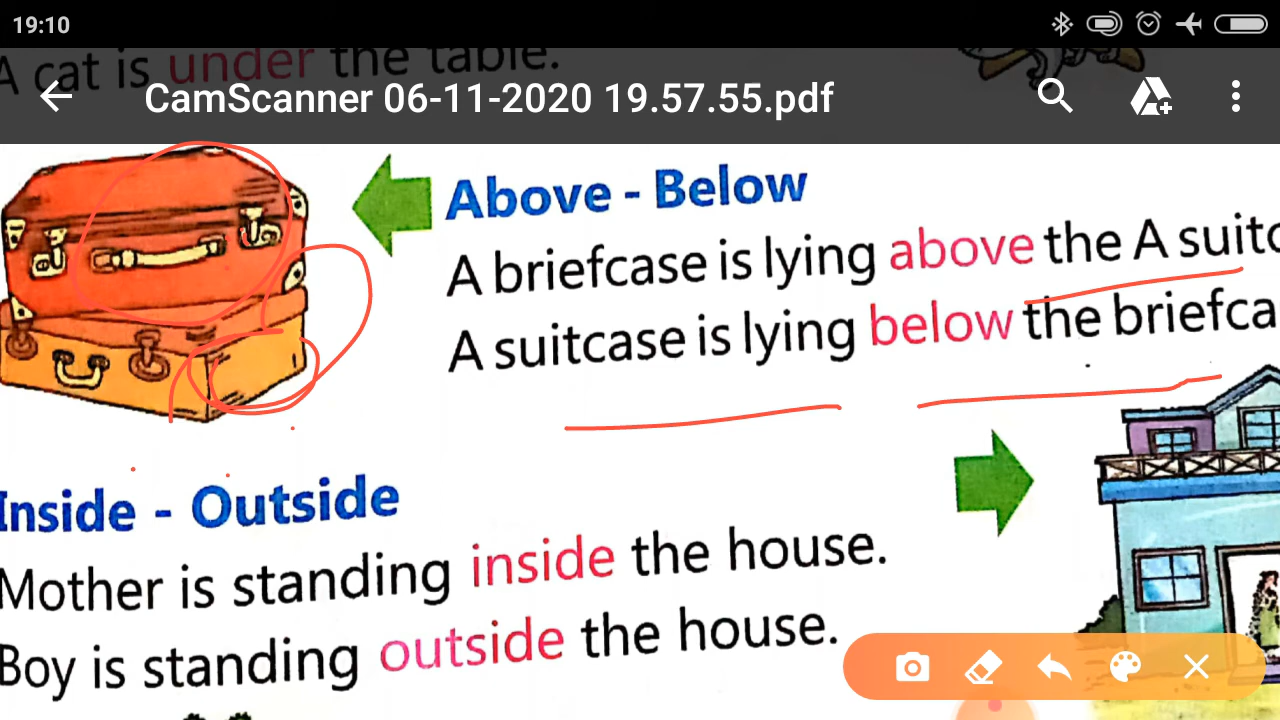 19:10
A cat is under the table.
CamScanner 06-11-2020 19.57.55.pdf
Above - Below
A briefcase is lying above the A suitc
A suitcase is lying below the briefca
Inside - Outside
Mother is standing inside the house.
Boy is standing outside the house.